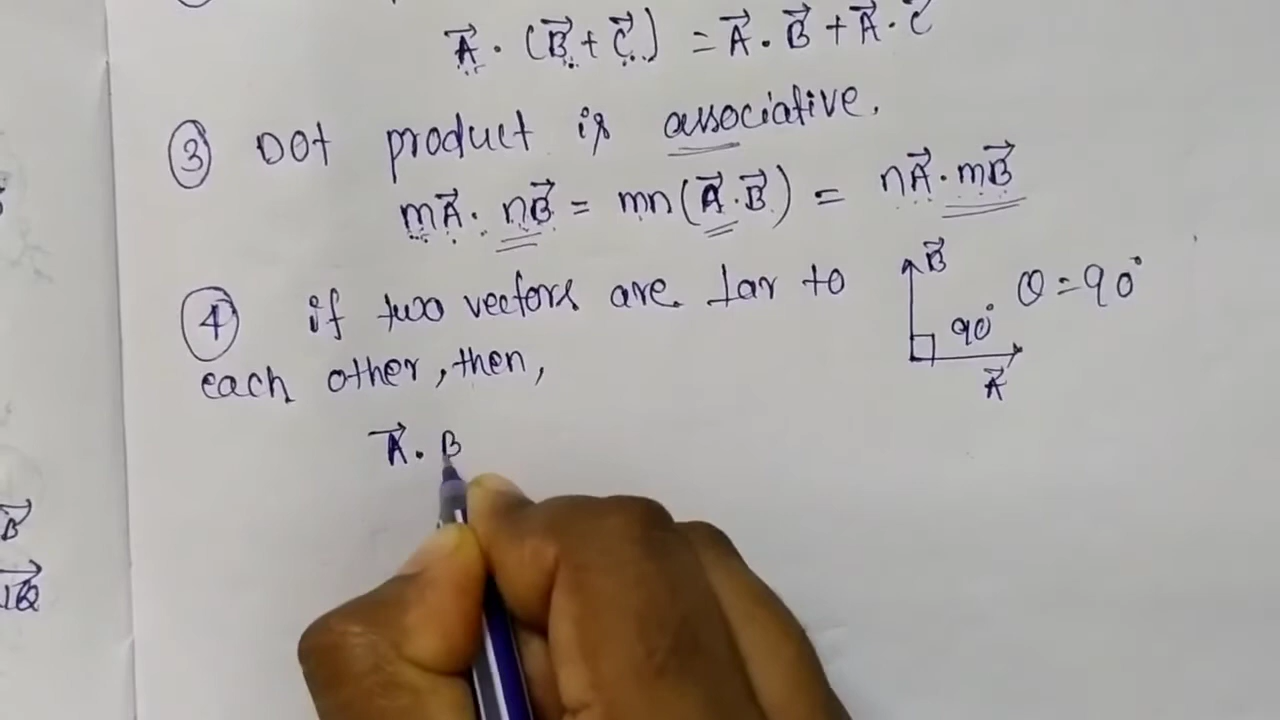 A⃗ · (B⃗ + C⃗) = A⃗ · B⃗ + A⃗ · C⃗
③ DOt product is associative.
mA⃗ · nB⃗ = mn(A⃗ · B⃗) = nA⃗ · mB⃗
④ if two vectors are ⊥ar to
each other, then,
B⃗
90° θ = 90°
A⃗
A⃗ · B
B⃗